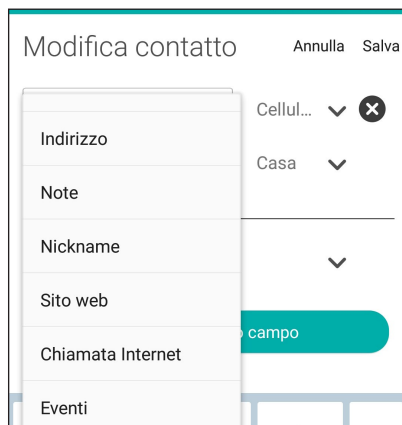 Modifica contatto Annulla Salva
Cellul...
Indirizzo
Casa
Note
Nickname
Sito web
campo
Chiamata Internet
Eventi